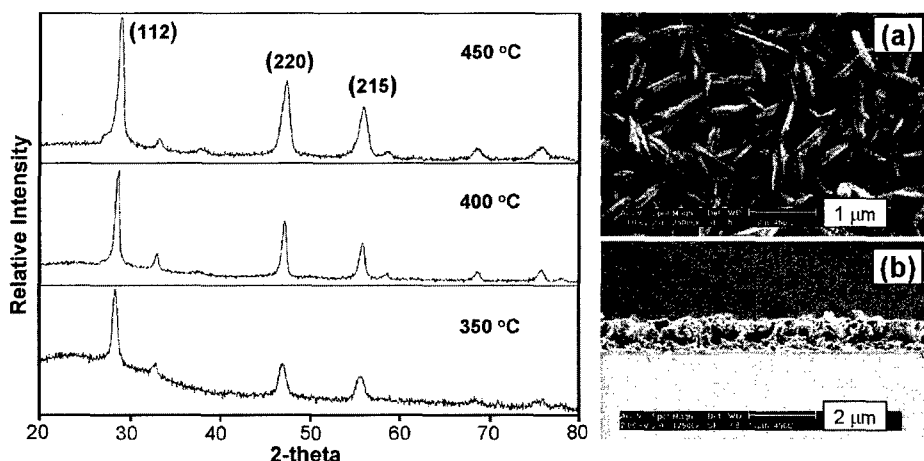 (112)
450 °C
(220)
(215)
400 °C
350 °C
Relative Intensity
20 30 40 50 60 70 80
2-theta
(a)
1 µm
(b)
2 µm